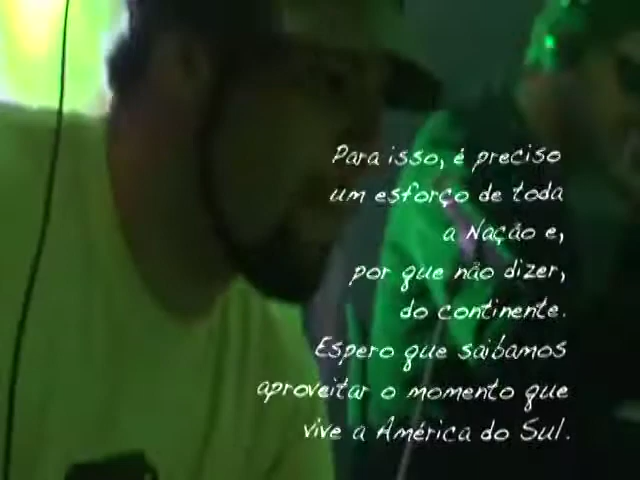 Para isso, é preciso
um esforço de toda
a Nação e,
por que não dizer,
do continente.
Espero que saibamos
aproveitar o momento que
vive a América do Sul.